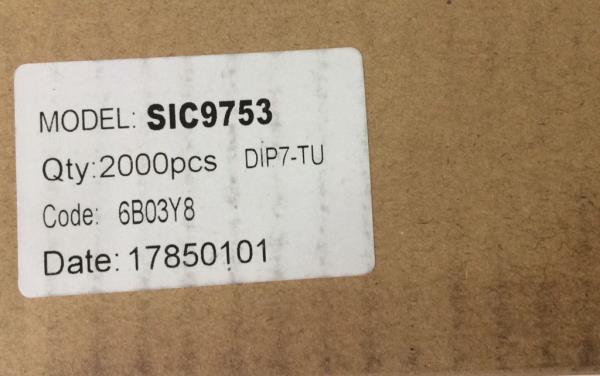 MODEL: SIC9753
Qty:2000pcs DIP7-TU
Code: 6B03Y8
Date: 17850101